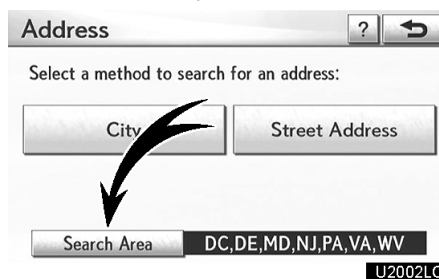 Address ?
Select a method to search for an address:
City Street Address
Search Area DC,DE,MD,NJ,PA,VA,WV
U2002LC